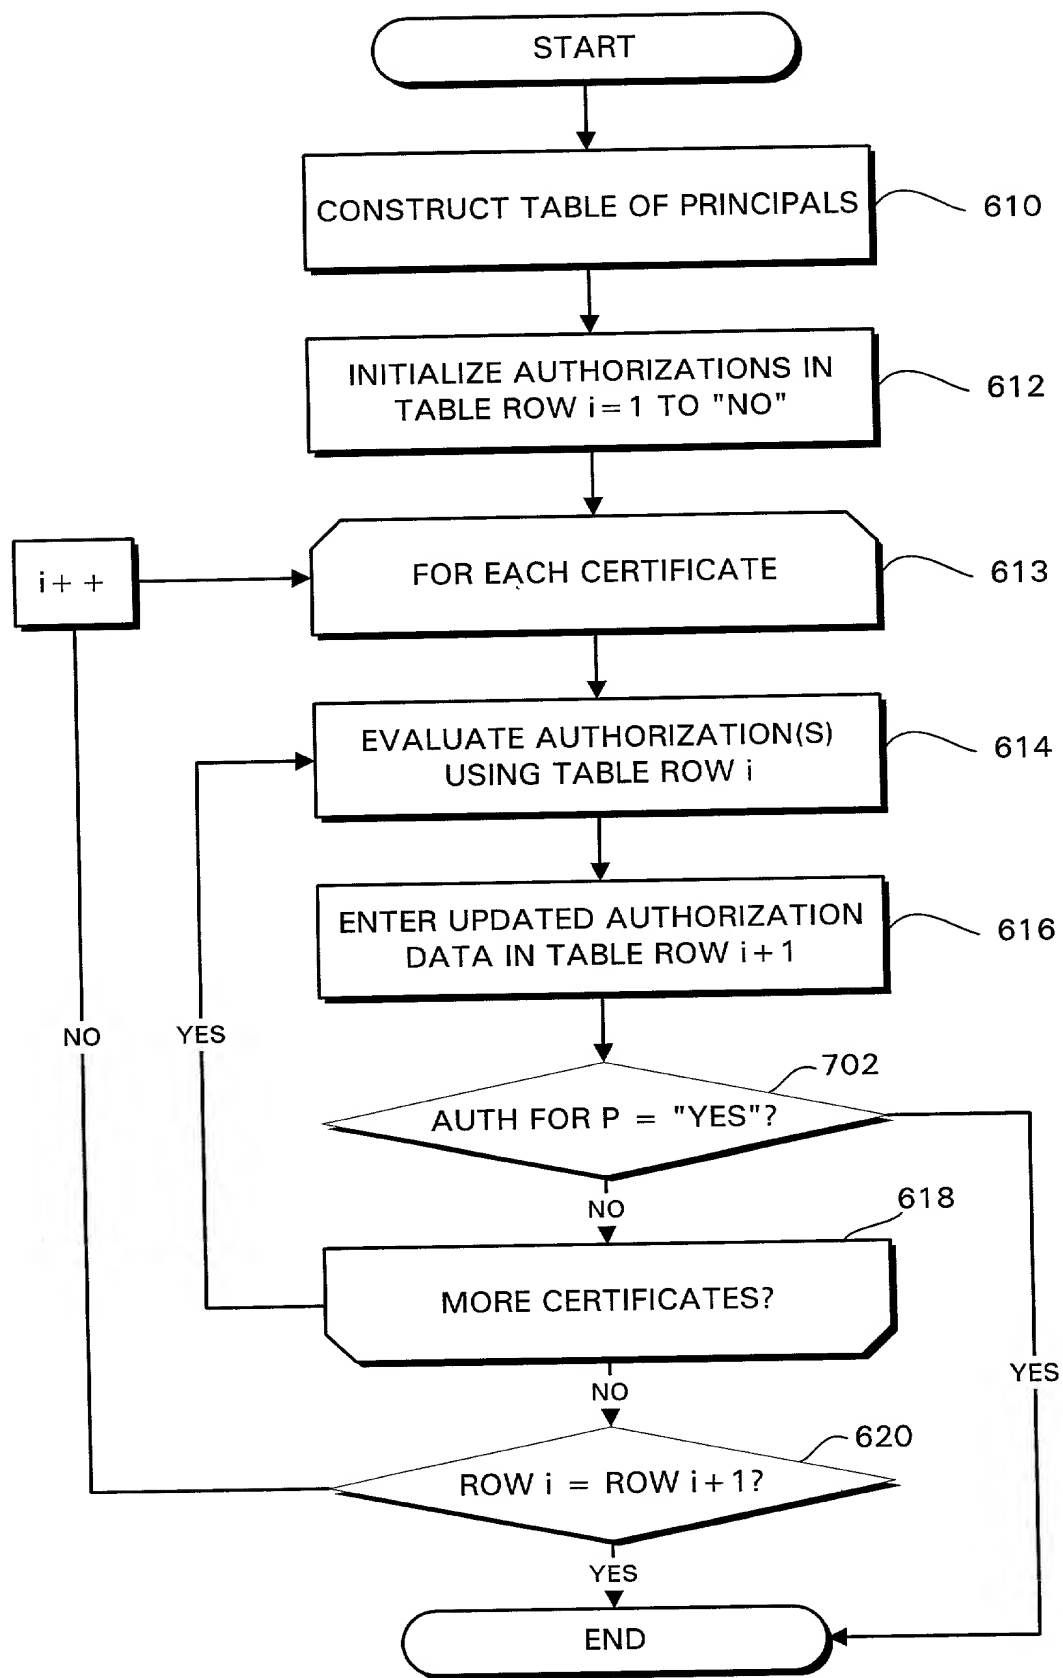 START
CONSTRUCT TABLE OF PRINCIPALS
610
INITIALIZE AUTHORIZATIONS IN
TABLE ROW i=1 TO "NO"
612
i++
FOR EACH CERTIFICATE
613
EVALUATE AUTHORIZATION(S)
USING TABLE ROW i
614
ENTER UPDATED AUTHORIZATION
DATA IN TABLE ROW i+1
616
NO
YES
702
AUTH FOR P = "YES"?
NO
618
MORE CERTIFICATES?
YES
NO
620
ROW i = ROW i+1?
YES
END